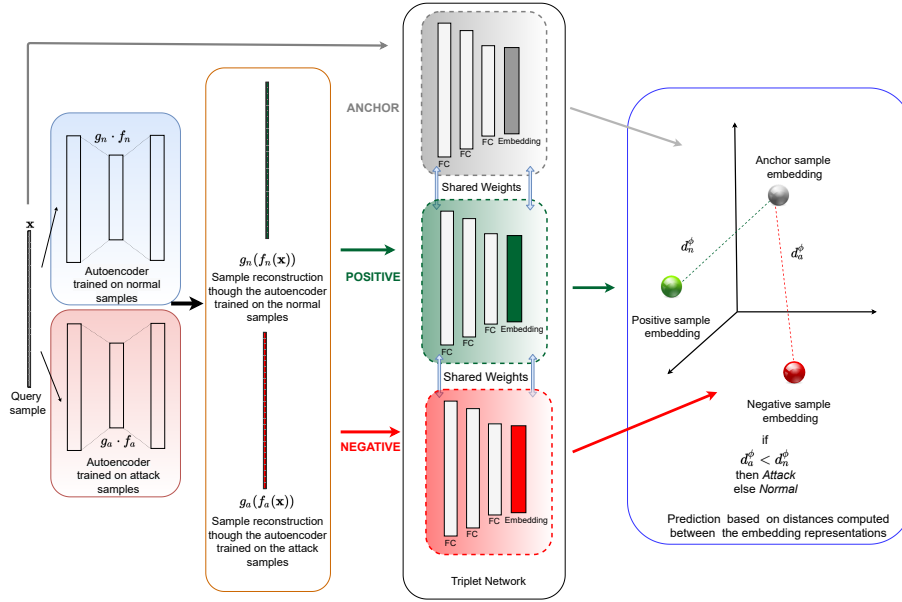 x
Query
sample
g_n · f_n
Autoencoder
trained on normal
samples
g_a · f_a
Autoencoder
trained on attack
samples
g_n(f_n(x))
Sample reconstruction
though the autoencoder
trained on the normal
samples
g_a(f_a(x))
Sample reconstruction
though the autoencoder
trained on the attack
samples
ANCHOR
POSITIVE
NEGATIVE
FC
FC
FC
Embedding
Shared Weights
FC
FC
FC
Embedding
Shared Weights
FC
FC
FC
Embedding
Triplet Network
Anchor sample
embedding
d_n^ϕ
d_a^ϕ
Positive sample
embedding
Negative sample
embedding
if
d_a^ϕ < d_n^ϕ
then Attack
else Normal
Prediction based on distances computed
between the embedding representations